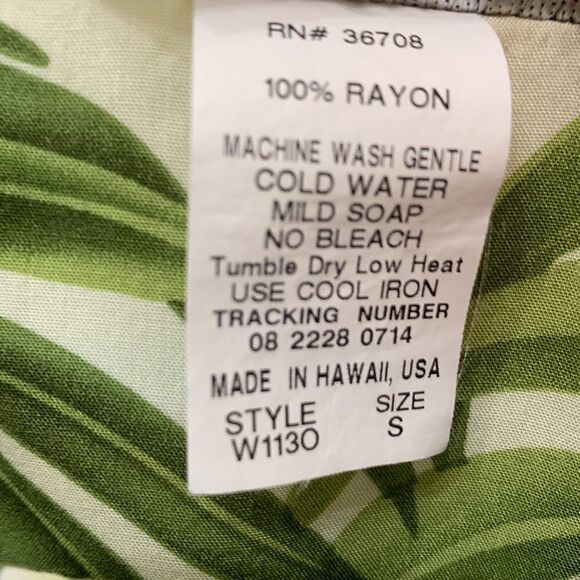 RN# 36708
100% RAYON
MACHINE WASH GENTLE
COLD WATER
MILD SOAP
NO BLEACH
Tumble Dry Low Heat
USE COOL IRON
TRACKING NUMBER
08 2228 0714
MADE IN HAWAII, USA
STYLE SIZE
W1130 S